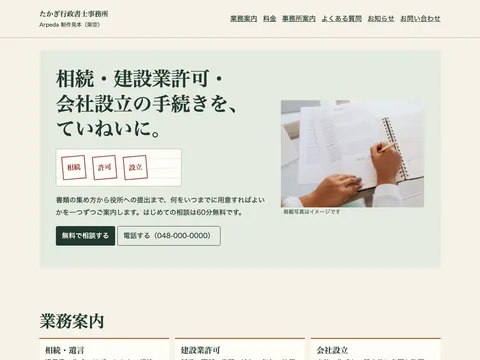 たかぎ行政書士事務所
Arpeda 制作見本（架空）
業務案内 料金 事務所案内 よくある質問 お知らせ お問い合わせ
相続・建設業許可・
会社設立の手続きを、
ていねいに。
相続 許可 設立
書類の集め方から役所への提出まで、何をいつまでに用意すればよい
かを一つずつご案内します。はじめての相談は60分無料です。
無料で相談する 電話する（048-000-0000）
掲載写真はイメージです
業務案内
相続・遺言 建設業許可 会社設立